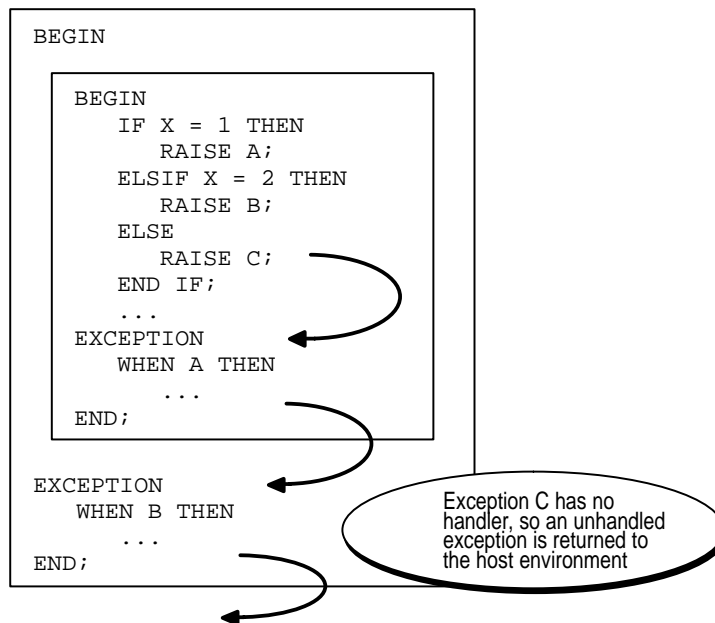 BEGIN
BEGIN
IF X = 1 THEN
RAISE A;
ELSIF X = 2 THEN
RAISE B;
ELSE
RAISE C;
END IF;
...
EXCEPTION
WHEN A THEN
...
END;
EXCEPTION
WHEN B THEN
...
END;
Exception C has no
handler, so an unhandled
exception is returned to
the host environment